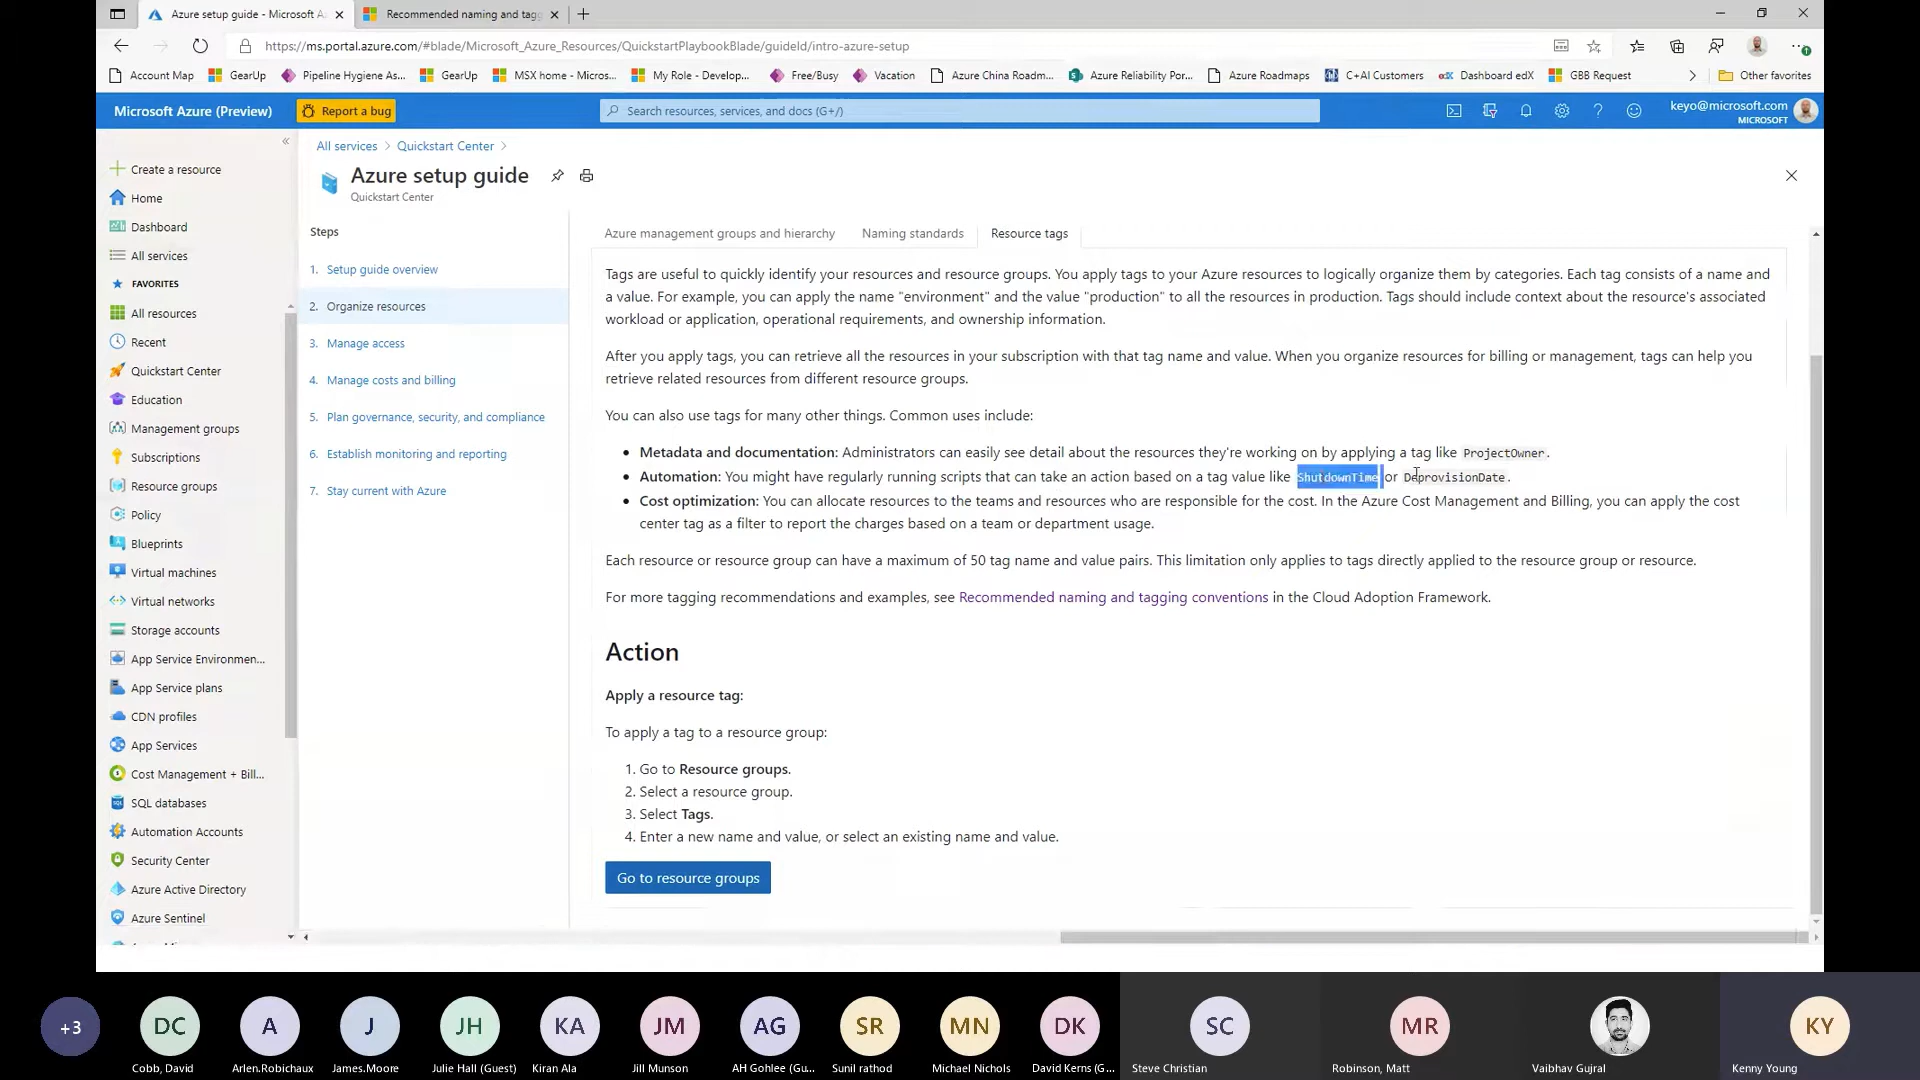 Azure setup guide - Microsoft A
Recommended naming and tagg
https://ms.portal.azure.com/#blade/Microsoft_Azure_Resources/QuickstartPlaybookBlade/guideId/intro-azure-setup
Account Map
GearUp
Pipeline Hygiene As...
GearUp
MSX home - Micros...
My Role - Develop...
Free/Busy
Vacation
Azure China Roadm...
Azure Reliability Por...
Azure Roadmaps
C+AI Customers
Dashboard edX
GBB Request
Other favorites
Microsoft Azure (Preview)
Report a bug
Search resources, services, and docs (G+/)
keyo@microsoft.com
MICROSOFT
All services > Quickstart Center >
Azure setup guide
Quickstart Center
Create a resource
Home
Dashboard
All services
FAVORITES
All resources
Recent
Quickstart Center
Education
Management groups
Subscriptions
Resource groups
Policy
Blueprints
Virtual machines
Virtual networks
Storage accounts
App Service Environmen...
App Service plans
CDN profiles
App Services
Cost Management + Bill...
SQL databases
Automation Accounts
Security Center
Azure Active Directory
Azure Sentinel
Steps
1. Setup guide overview
2. Organize resources
3. Manage access
4. Manage costs and billing
5. Plan governance, security, and compliance
6. Establish monitoring and reporting
7. Stay current with Azure
Azure management groups and hierarchy
Naming standards
Resource tags
Tags are useful to quickly identify your resources and resource groups. You apply tags to your Azure resources to logically organize them by categories. Each tag consists of a name and
a value. For example, you can apply the name "environment" and the value "production" to all the resources in production. Tags should include context about the resource's associated
workload or application, operational requirements, and ownership information.
After you apply tags, you can retrieve all the resources in your subscription with that tag name and value. When you organize resources for billing or management, tags can help you
retrieve related resources from different resource groups.
You can also use tags for many other things. Common uses include:
• Metadata and documentation: Administrators can easily see detail about the resources they're working on by applying a tag like ProjectOwner.
• Automation: You might have regularly running scripts that can take an action based on a tag value like ShutdownTime or DeprovisionDate.
• Cost optimization: You can allocate resources to the teams and resources who are responsible for the cost. In the Azure Cost Management and Billing, you can apply the cost
center tag as a filter to report the charges based on a team or department usage.
Each resource or resource group can have a maximum of 50 tag name and value pairs. This limitation only applies to tags directly applied to the resource group or resource.
For more tagging recommendations and examples, see Recommended naming and tagging conventions in the Cloud Adoption Framework.
Action
Apply a resource tag:
To apply a tag to a resource group:
1. Go to Resource groups.
2. Select a resource group.
3. Select Tags.
4. Enter a new name and value, or select an existing name and value.
Go to resource groups
+3
DC
A
J
JH
KA
JM
AG
SR
MN
DK
SC
MR
KY
Cobb, David
Arlen.Robichaux
James.Moore
Julie Hall (Guest)
Kiran Ala
Jill Munson
AH Gohlee (Gu...
Sunil rathod
Michael Nichols
David Kerns (G...
Steve Christian
Robinson, Matt
Vaibhav Gujral
Kenny Young